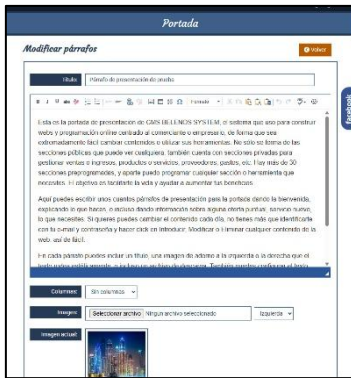 Portada
Modificar párrafos
Volver
Título:
Párrafo de presentación de prueba
Formato
Esta es la portada de presentación de CMS BELENOS SYSTEM, el sistema que uso para construir
webs y programación online centrado al comerciante o empresario, de forma que sea
extremadamente fácil cambiar contenidos o utilizar sus herramientas. No sólo se forma de las
secciones públicas que puede ver cualquiera, también cuenta con secciones privadas para
gestionar ventas e ingresos, productos o servicios, proveedores, gastos, etc. Hay más de 30
secciones preprogramadas, y aparte puedo programar cualquier sección o herramienta que
necesites. El objetivo es facilitarte la vida y ayudar a aumentar tus beneficios.
Aquí puedes escribir unos cuantos párrafos de presentación para la portada dando la bienvenida,
explicando lo que haces, o incluso dando información sobre alguna oferta puntual, servicio nuevo,
lo que necesites. Si quieres puedes cambiar el contenido cada día, no tienes más que identificarte
con tu e-mail y contraseña y hacer click en Introducir, Modificar o Eliminar cualquier contenido de la
web, así de fácil.
En cada párrafo puedes incluir un título, una imagen de adorno a la izquierda o la derecha que el
Columnas:
Sin columnas
Imagen:
Seleccionar archivo Ningún archivo seleccionado
Izquierda
Imagen actual:
facebook